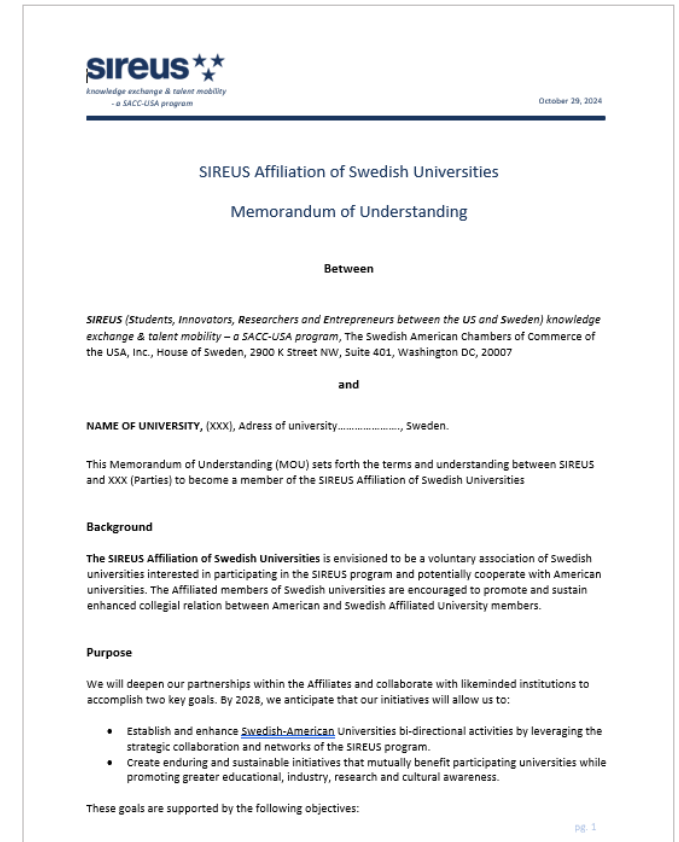 sireus
knowledge exchange & talent mobility
- a SACC-USA program
October 29, 2024
SIREUS Affiliation of Swedish Universities
Memorandum of Understanding
Between
SIREUS (Students, Innovators, Researchers and Entrepreneurs between the US and Sweden) knowledge
exchange & talent mobility – a SACC-USA program, The Swedish American Chambers of Commerce of
the USA, Inc., House of Sweden, 2900 K Street NW, Suite 401, Washington DC, 20007
and
NAME OF UNIVERSITY, (XXX), Adress of university…………………., Sweden.
This Memorandum of Understanding (MOU) sets forth the terms and understanding between SIREUS
and XXX (Parties) to become a member of the SIREUS Affiliation of Swedish Universities
Background
The SIREUS Affiliation of Swedish Universities is envisioned to be a voluntary association of Swedish
universities interested in participating in the SIREUS program and potentially cooperate with American
universities. The Affiliated members of Swedish universities are encouraged to promote and sustain
enhanced collegial relation between American and Swedish Affiliated University members.
Purpose
We will deepen our partnerships within the Affiliates and collaborate with likeminded institutions to
accomplish two key goals. By 2028, we anticipate that our initiatives will allow us to:
• Establish and enhance Swedish-American Universities bi-directional activities by leveraging the
strategic collaboration and networks of the SIREUS program.
• Create enduring and sustainable initiatives that mutually benefit participating universities while
promoting greater educational, industry, research and cultural awareness.
These goals are supported by the following objectives:
pg. 1